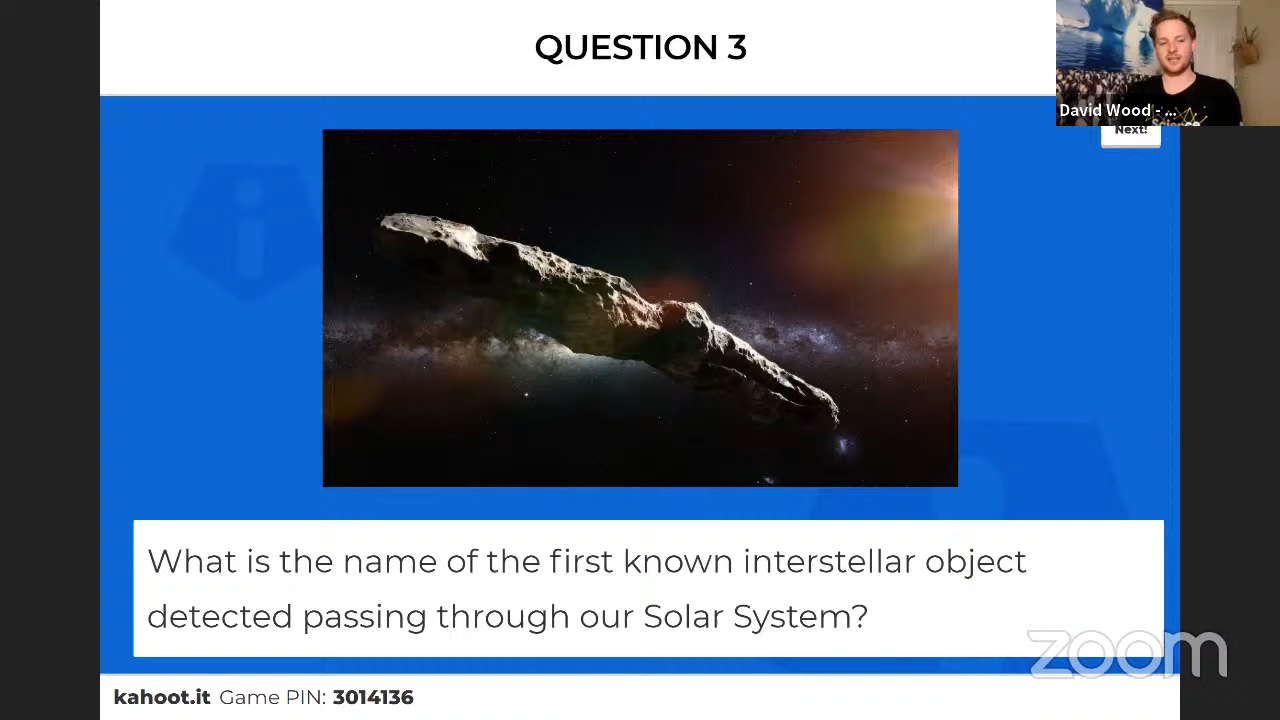 QUESTION 3
David Wood - ...
Science
Next!
What is the name of the first known interstellar object
detected passing through our Solar System?
zoom
kahoot.it Game PIN: 3014136